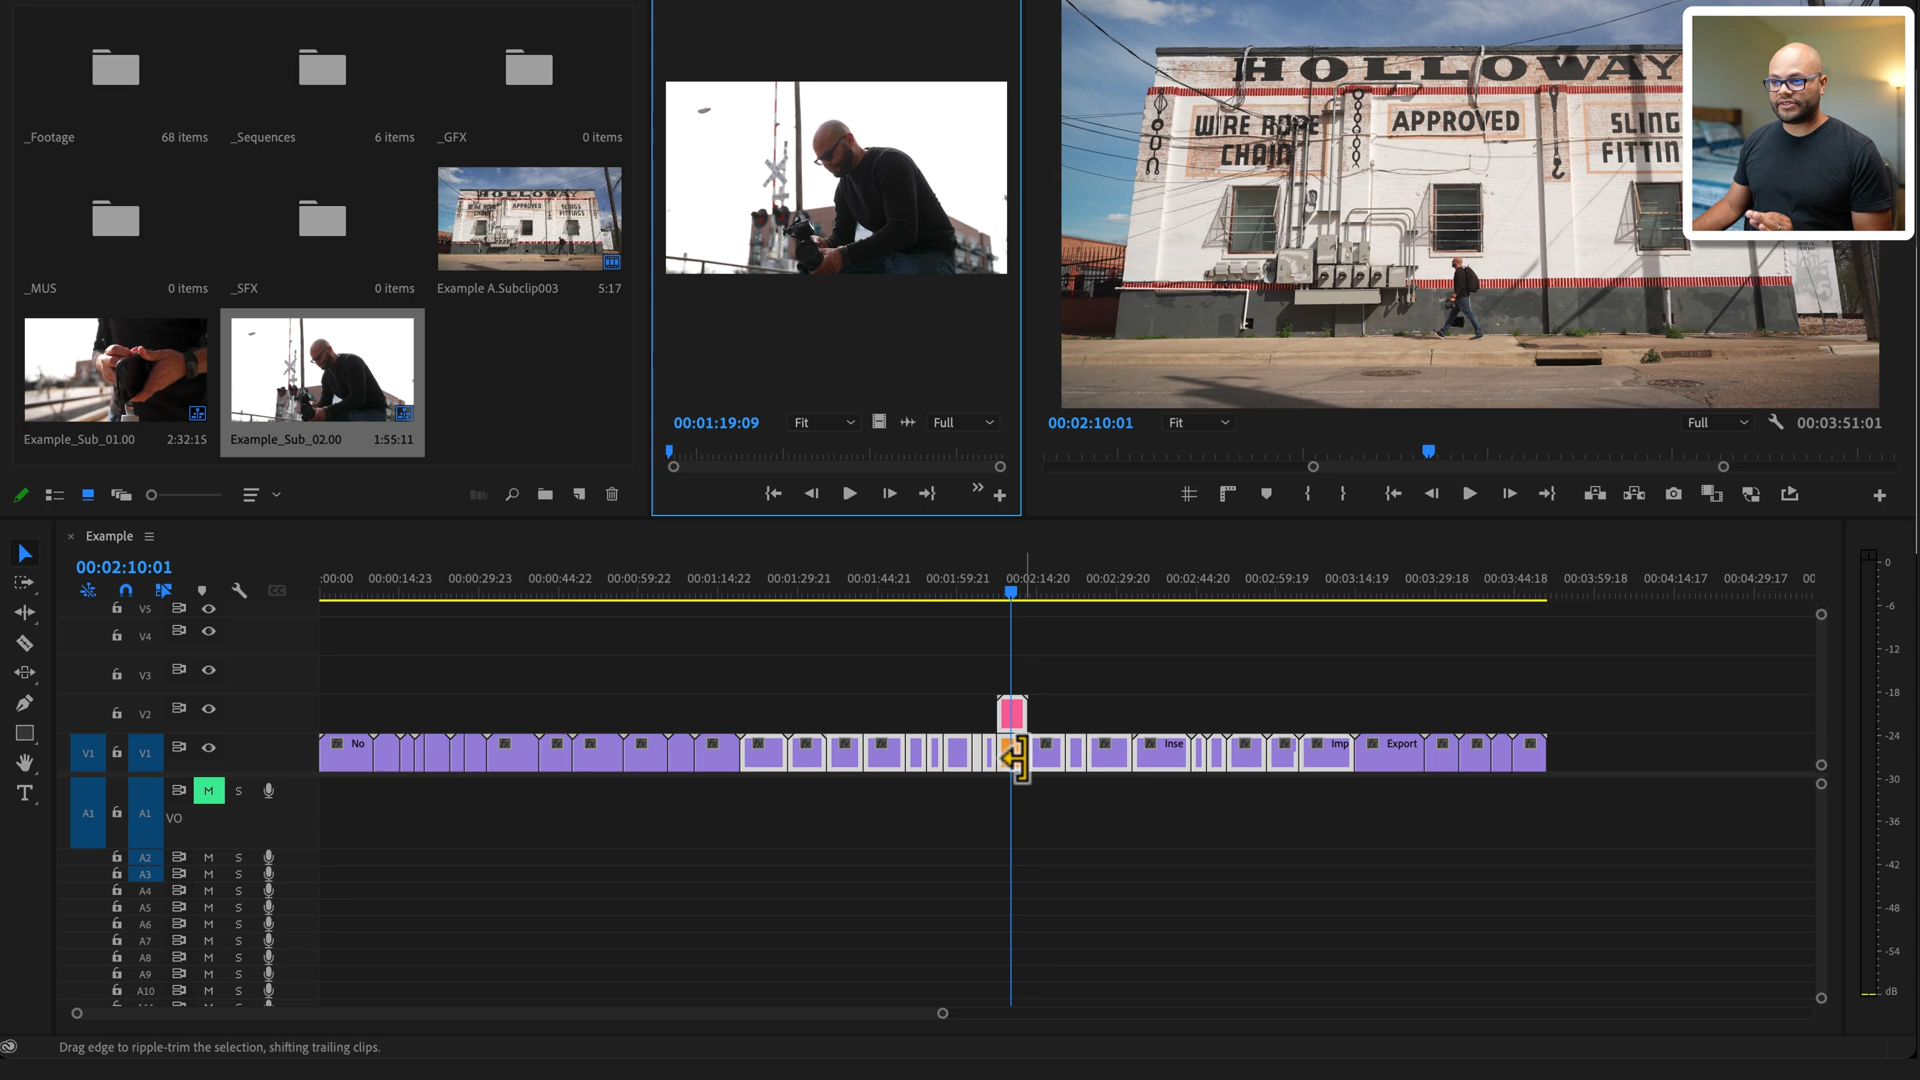 _Footage 68 items
_Sequences 6 items
_GFX 0 items
_MUS 0 items
_SFX 0 items
Example A.Subclip003 5:17
Example_Sub_01.00 2:32:15
Example_Sub_02.00 1:55:11
00:01:19:09 Fit Full
HOLLOWAY
WIRE ROPE
CHAIN
APPROVED
SLING
FITTIN
00:02:10:01 Fit Full 00:03:51:01
× Example
00:02:10:01
:00:00 00:00:14:23 00:00:29:23 00:00:44:22 00:00:59:22 00:01:14:22 00:01:29:21 00:01:44:21 00:01:59:21 00:02:14:20 00:02:29:20 00:02:44:20 00:02:59:19 00:03:14:19 00:03:29:18 00:03:44:18 00:03:59:18 00:04:14:17 00:04:29:17 00
V5
V4
V3
V2
V1 V1 No Inse Imp Export
A1 A1 M S
VO
A2 M S
A3 M S
A4 M S
A5 M S
A6 M S
A7 M S
A8 M S
A9 M S
A10 M S
0
-6
-12
-18
-24
-30
-36
-42
-48
-54
dB
Drag edge to ripple-trim the selection, shifting trailing clips.